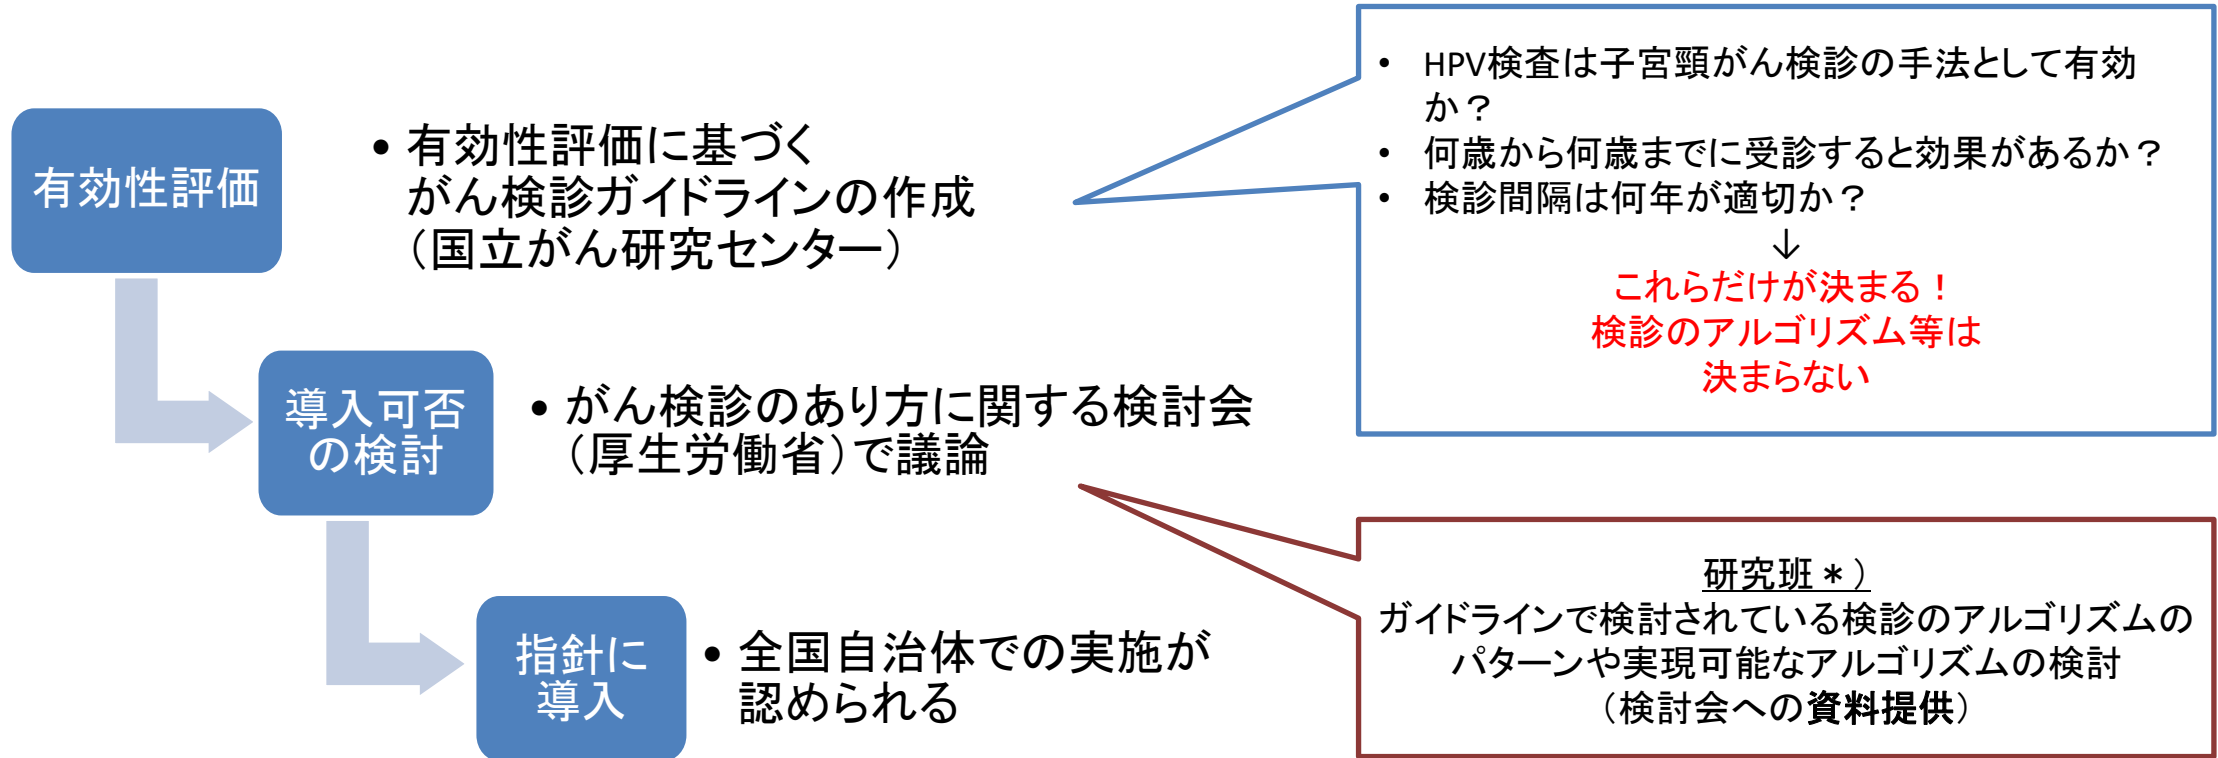 有効性評価
• 有効性評価に基づく
がん検診ガイドラインの作成
（国立がん研究センター）
• HPV検査は子宮頸がん検診の手法として有効
か？
• 何歳から何歳までに受診すると効果があるか？
• 検診間隔は何年が適切か？
↓
これらだけが決まる！
検診のアルゴリズム等は
決まらない
導入可否
の検討
• がん検診のあり方に関する検討会
（厚生労働省）で議論
研究班＊）
ガイドラインで検討されている検診のアルゴリズムの
パターンや実現可能なアルゴリズムの検討
（検討会への資料提供）
指針に
導入
• 全国自治体での実施が
認められる